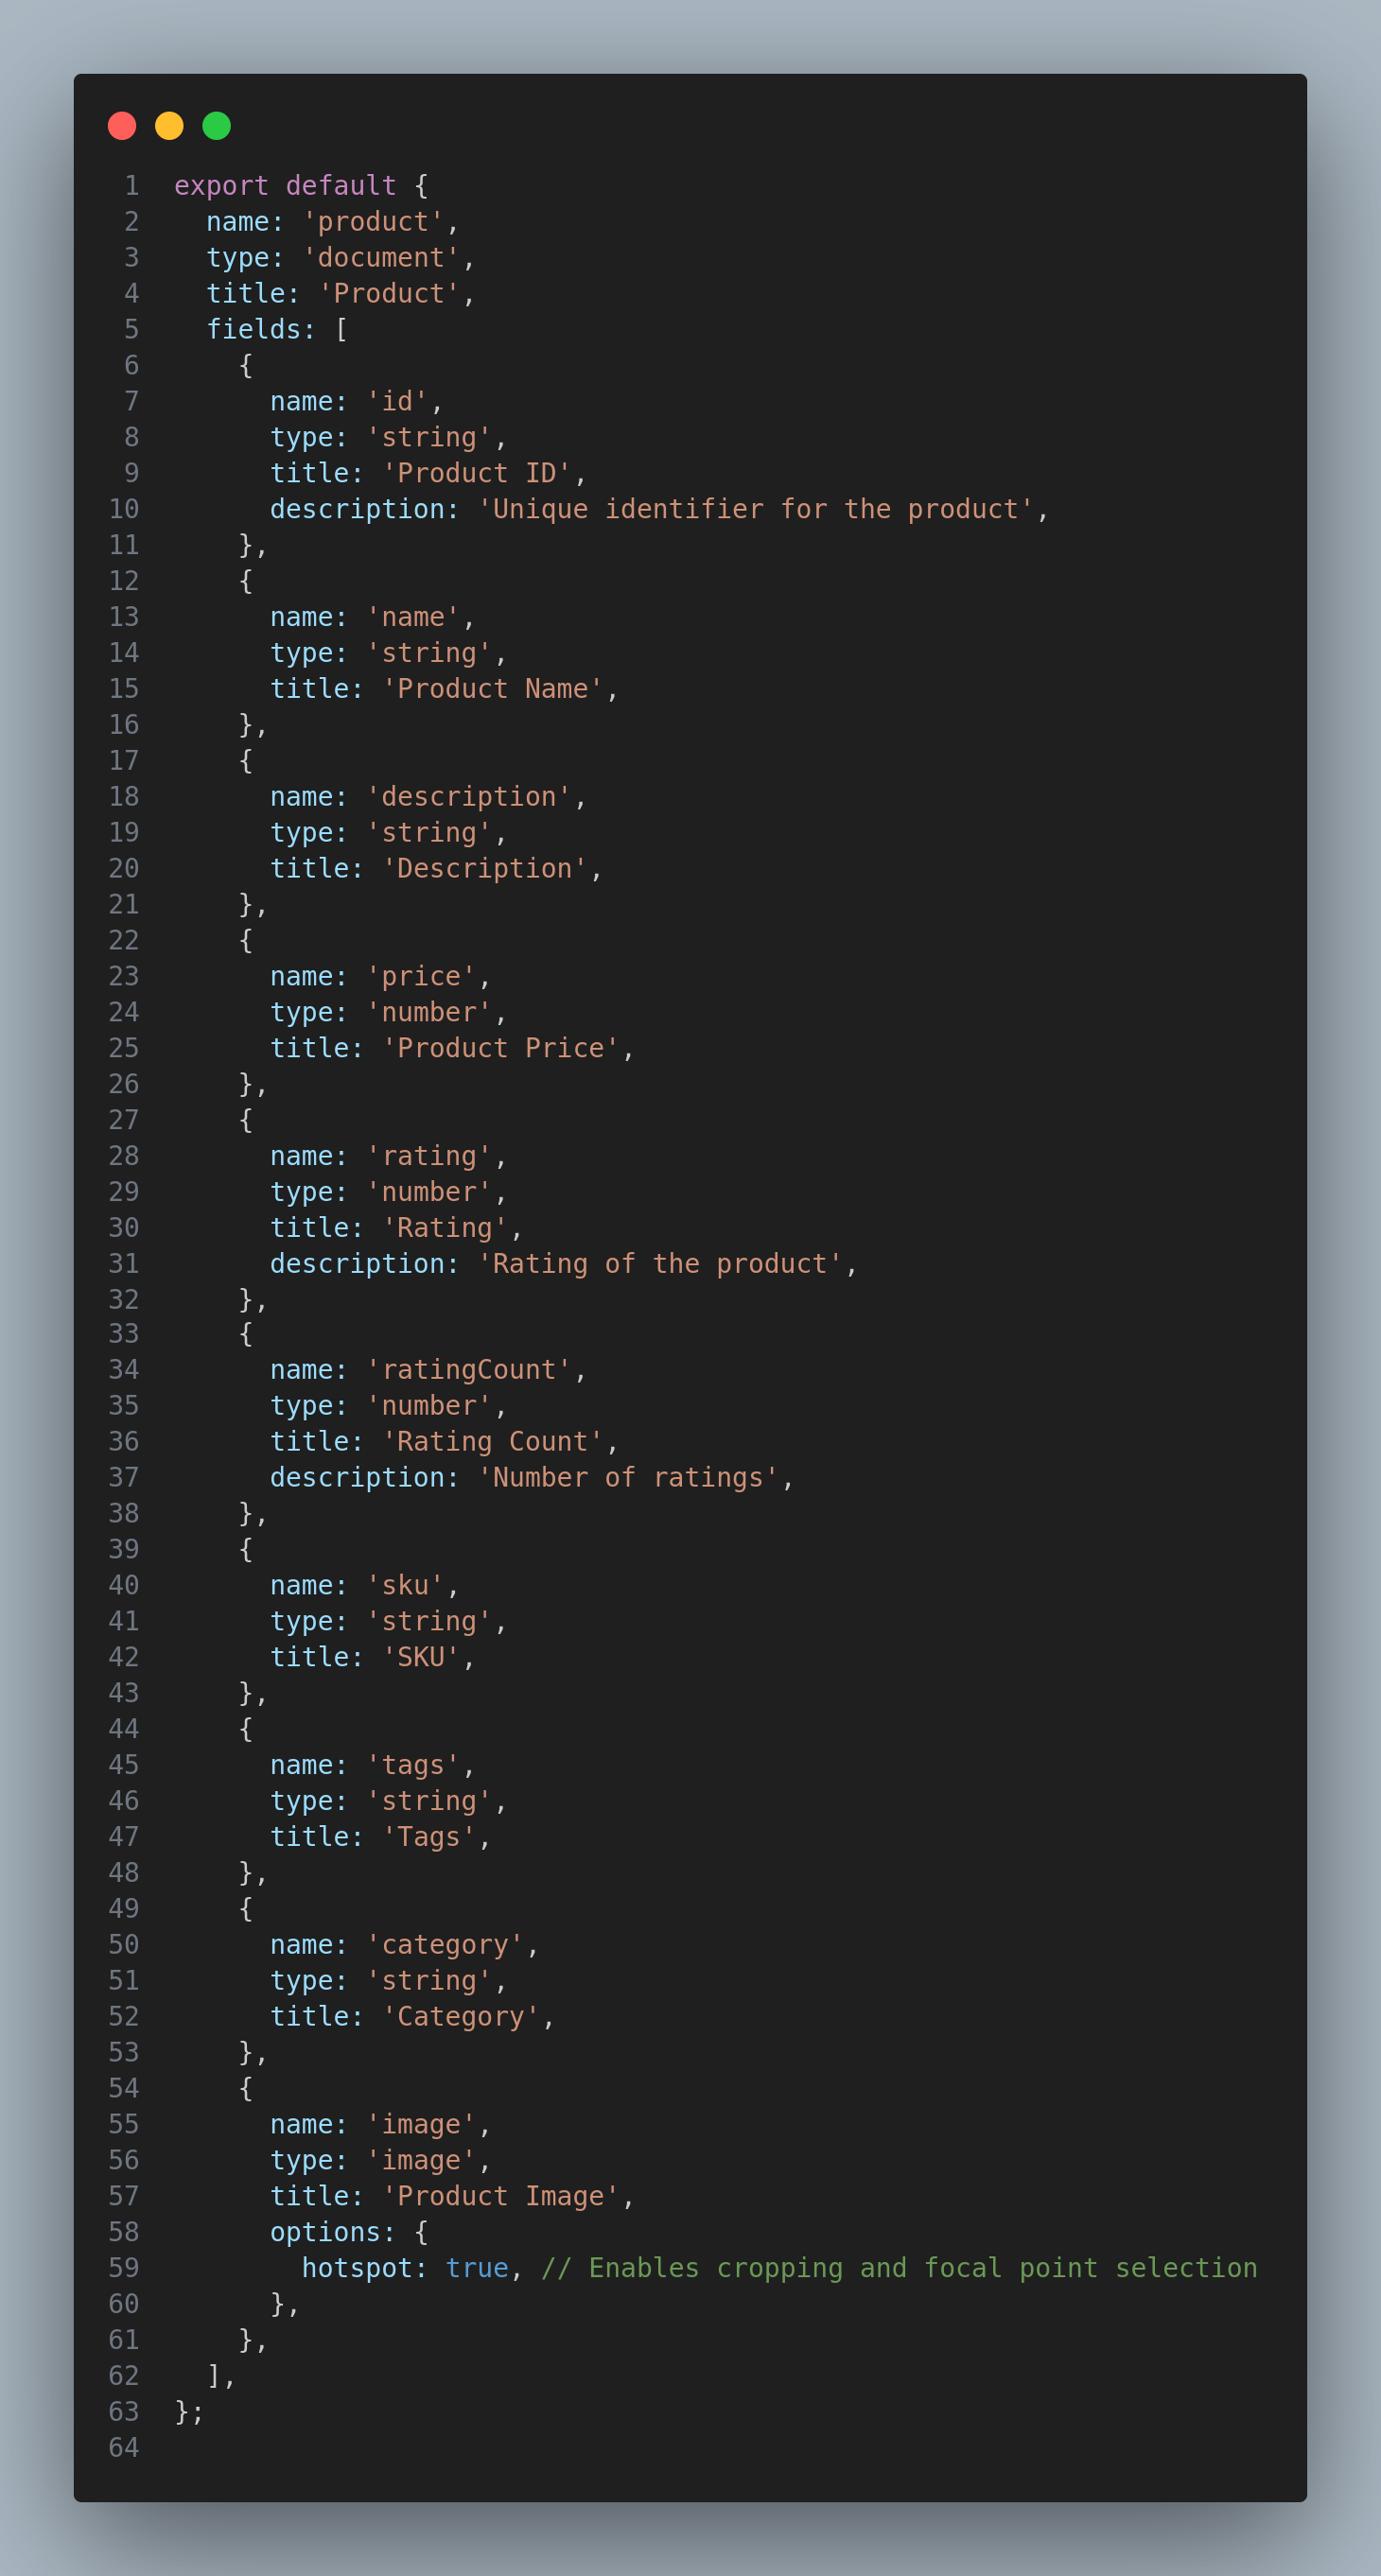 1 export default {
2   name: 'product',
3   type: 'document',
4   title: 'Product',
5   fields: [
6     {
7       name: 'id',
8       type: 'string',
9       title: 'Product ID',
10       description: 'Unique identifier for the product',
11     },
12     {
13       name: 'name',
14       type: 'string',
15       title: 'Product Name',
16     },
17     {
18       name: 'description',
19       type: 'string',
20       title: 'Description',
21     },
22     {
23       name: 'price',
24       type: 'number',
25       title: 'Product Price',
26     },
27     {
28       name: 'rating',
29       type: 'number',
30       title: 'Rating',
31       description: 'Rating of the product',
32     },
33     {
34       name: 'ratingCount',
35       type: 'number',
36       title: 'Rating Count',
37       description: 'Number of ratings',
38     },
39     {
40       name: 'sku',
41       type: 'string',
42       title: 'SKU',
43     },
44     {
45       name: 'tags',
46       type: 'string',
47       title: 'Tags',
48     },
49     {
50       name: 'category',
51       type: 'string',
52       title: 'Category',
53     },
54     {
55       name: 'image',
56       type: 'image',
57       title: 'Product Image',
58       options: {
59         hotspot: true, // Enables cropping and focal point selection
60       },
61     },
62   ],
63 };
64